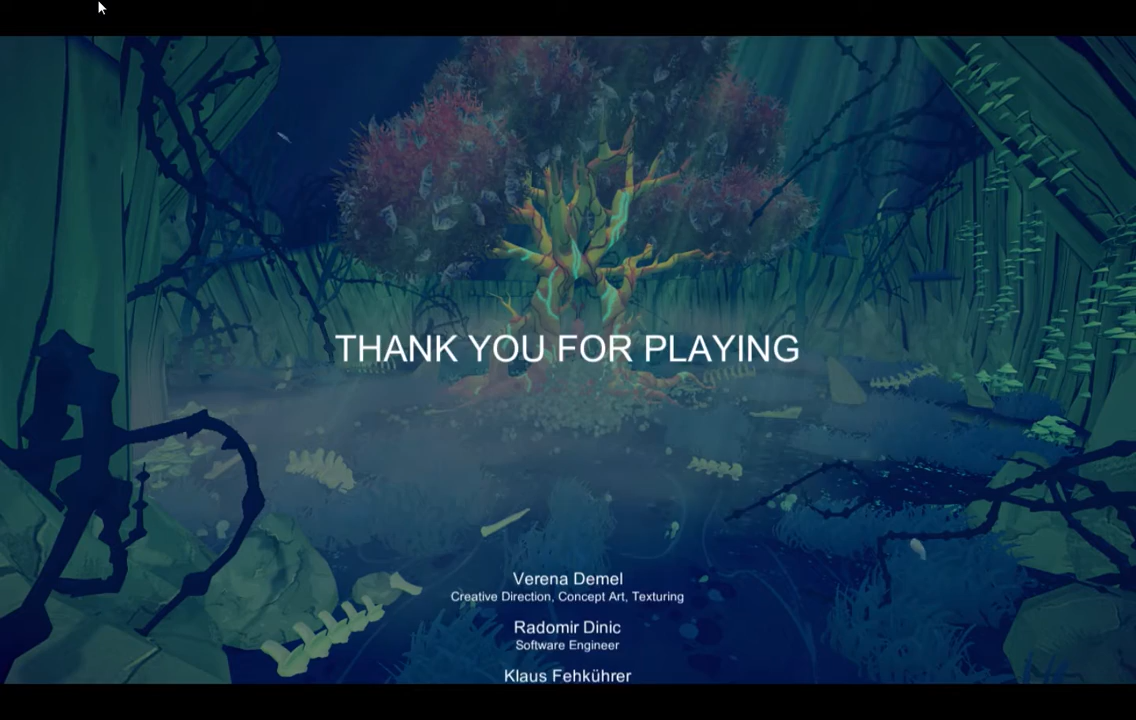 THANK YOU FOR PLAYING
Verena Demel
Creative Direction, Concept Art, Texturing
Radomir Dinic
Software Engineer
Klaus Fehkührer